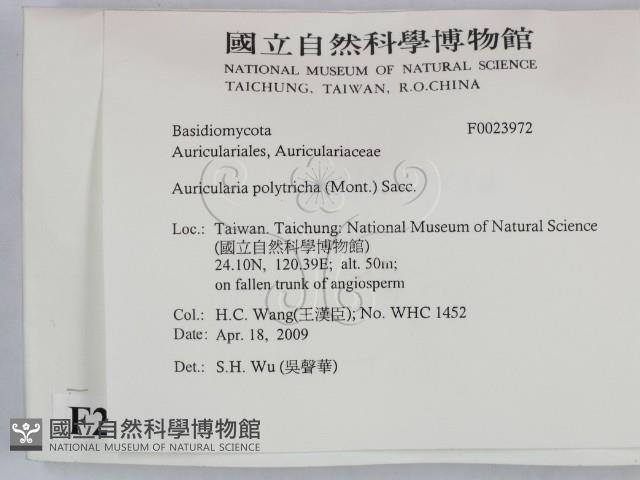 國立自然科學博物館
NATIONAL MUSEUM OF NATURAL SCIENCE
TAICHUNG, TAIWAN, R.O.CHINA
Basidiomycota F0023972
Auriculariales, Auriculariaceae
Auricularia polytricha (Mont.) Sacc.
Loc.: Taiwan. Taichung: National Museum of Natural Science
(國立自然科學博物館)
24.10N, 120.39E; alt. 50m;
on fallen trunk of angiosperm
Col.: H.C. Wang(王漢臣); No. WHC 1452
Date: Apr. 18, 2009
Det.: S.H. Wu (吳聲華)
F2
國立自然科學博物館
NATIONAL MUSEUM OF NATURAL SCIENCE